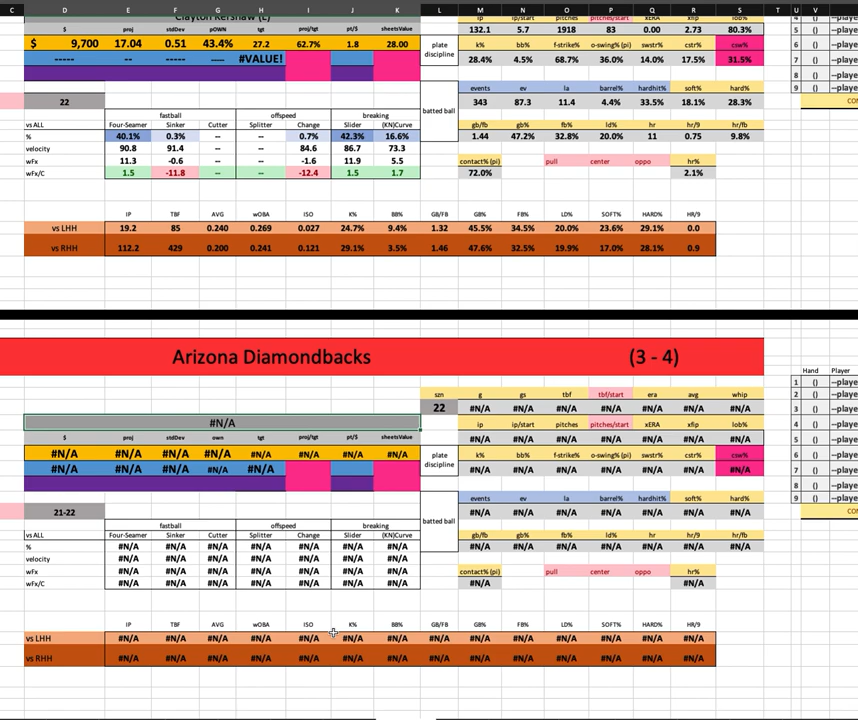 C D E F G H I J K L M N O P Q R S T U V
Clayton Kershaw (L) ip ip/start pitches pitches/start xERA xfip lob% 4 () --playe
$ proj stdDev pOWN tgt proj/tgt pt/$ sheetsValue 132.1 5.7 1918 83 0.00 2.73 80.3% 5 () --playe
$ 9,700 17.04 0.51 43.4% 27.2 62.7% 1.8 28.00 plate discipline k% bb% f-strike% o-swing% (pi) swstr% cstr% csw% 6 () --playe
----- -- -- ---- #VALUE! 28.4% 4.5% 68.7% 36.0% 14.0% 17.5% 31.5% 7 () --playe
8 () --playe
events ev la barrel% hardhit% soft% hard% 9 () --playe
22 batted ball 343 87.3 11.4 4.4% 33.5% 18.1% 28.3% CON
fastball offspeed breaking
vs ALL Four-Seamer Sinker Cutter Splitter Change Slider (KN)Curve gb/fb gb% fb% ld% hr hr/9 hr/fb
% 40.1% 0.3% -- -- 0.7% 42.3% 16.6% 1.44 47.2% 32.8% 20.0% 11 0.75 9.8%
velocity 90.8 91.4 -- -- 84.6 86.7 73.3
wFx 11.3 -0.6 -- -- -1.6 11.9 5.5 contact% (pi) pull center oppo hr%
wFx/C 1.5 -11.8 -- -- -12.4 1.5 1.7 72.0% 2.1%
IP TBF AVG wOBA ISO K% BB% GB/FB GB% FB% LD% SOFT% HARD% HR/9
vs LHH 19.2 85 0.240 0.269 0.027 24.7% 9.4% 1.32 45.5% 34.5% 20.0% 23.6% 29.1% 0.0
vs RHH 112.2 429 0.200 0.241 0.121 29.1% 3.5% 1.46 47.6% 32.5% 19.9% 17.0% 28.1% 0.9
Arizona Diamondbacks (3 - 4)
Hand Player
1 () --playe
szn g gs tbf tbf/start era avg whip 2 () --playe
22 #N/A #N/A #N/A #N/A #N/A #N/A #N/A 3 () --playe
#N/A ip ip/start pitches pitches/start xERA xfip lob% 4 () --playe
$ proj stdDev own tgt proj/tgt pt/$ sheetsValue #N/A #N/A #N/A #N/A #N/A #N/A #N/A 5 () --playe
#N/A #N/A #N/A #N/A #N/A #N/A #N/A #N/A plate discipline k% bb% f-strike% o-swing% (pi) swstr% cstr% csw% 6 () --playe
#N/A #N/A #N/A #N/A #N/A #N/A #N/A #N/A #N/A #N/A #N/A #N/A 7 () --playe
8 () --playe
events ev la barrel% hardhit% soft% hard% 9 () --playe
21-22 batted ball #N/A #N/A #N/A #N/A #N/A #N/A #N/A CON
fastball offspeed breaking
vs ALL Four-Seamer Sinker Cutter Splitter Change Slider (KN)Curve gb/fb gb% fb% ld% hr hr/9 hr/fb
% #N/A #N/A #N/A #N/A #N/A #N/A #N/A #N/A #N/A #N/A #N/A #N/A #N/A #N/A
velocity #N/A #N/A #N/A #N/A #N/A #N/A #N/A
wFx #N/A #N/A #N/A #N/A #N/A #N/A #N/A contact% (pi) pull center oppo hr%
wFx/C #N/A #N/A #N/A #N/A #N/A #N/A #N/A #N/A #N/A
IP TBF AVG wOBA ISO K% BB% GB/FB GB% FB% LD% SOFT% HARD% HR/9
vs LHH #N/A #N/A #N/A #N/A #N/A #N/A #N/A #N/A #N/A #N/A #N/A #N/A #N/A #N/A
vs RHH #N/A #N/A #N/A #N/A #N/A #N/A #N/A #N/A #N/A #N/A #N/A #N/A #N/A #N/A